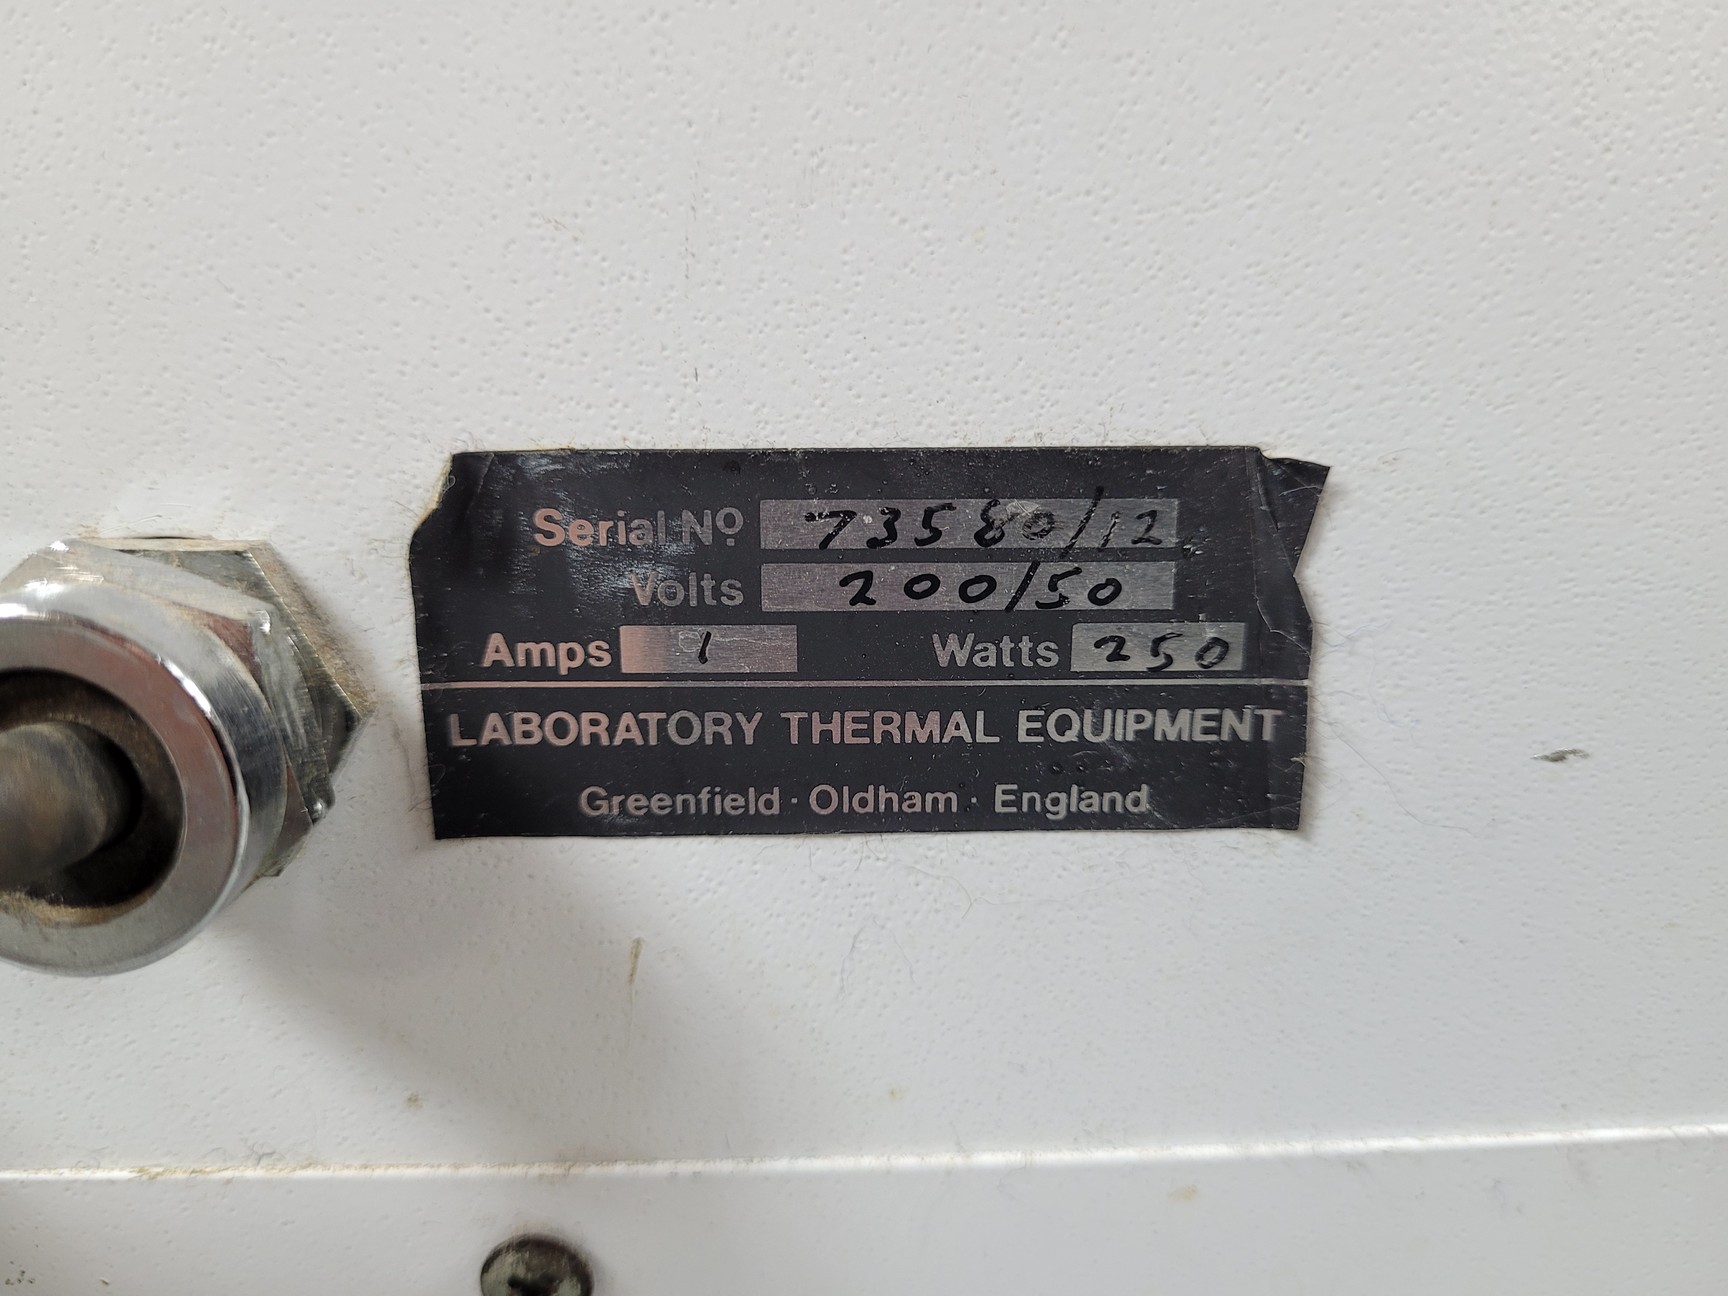 Serial Nº 73580/12
Volts 200/50
Amps 1 Watts 250
LABORATORY THERMAL EQUIPMENT
Greenfield · Oldham · England